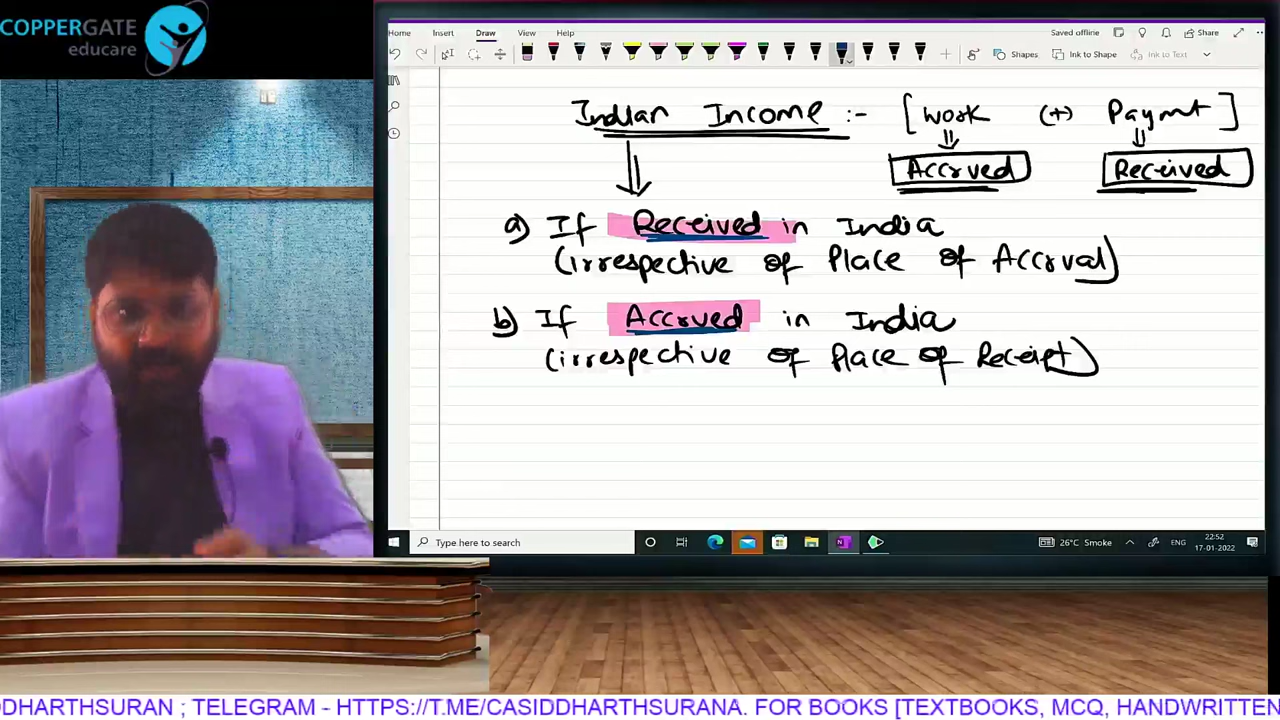 COPPERGATE
educare
Home Insert Draw View Help
Saved offline
Share
Shapes
Ink to Shape
Ink to Text
Indian Income :- [work (+) Paymt]
Accrued Received
a) If Received in India
(irrespective of Place of Accrual)
b) If Accrued in India
(irrespective of Place of Receipt)
Type here to search
26°C Smoke
ENG
22:52
17-01-2022
DHARTHSURAN ; TELEGRAM - HTTPS://T.ME/CASIDDHARTHSURANA. FOR BOOKS [TEXTBOOKS, MCQ, HANDWRITTEN